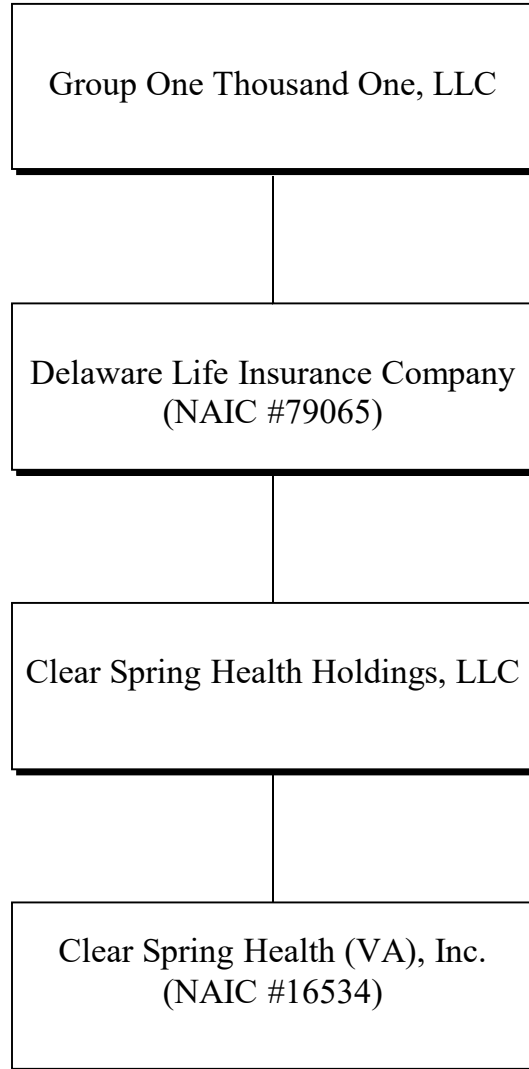 Group One Thousand One, LLC
Delaware Life Insurance Company
(NAIC #79065)
Clear Spring Health Holdings, LLC
Clear Spring Health (VA), Inc.
(NAIC #16534)